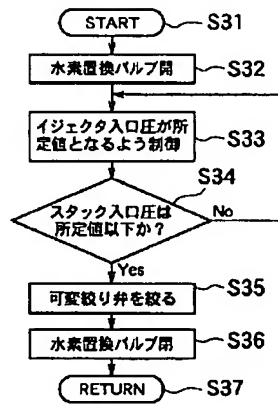 START
S31
水素置換バルブ開
S32
イジェクタ入口圧が所
定値となるよう制御
S33
S34
スタック入口圧は
所定値以下か?
No
Yes
可変絞り弁を絞る
S35
水素置換バルブ閉
S36
RETURN
S37